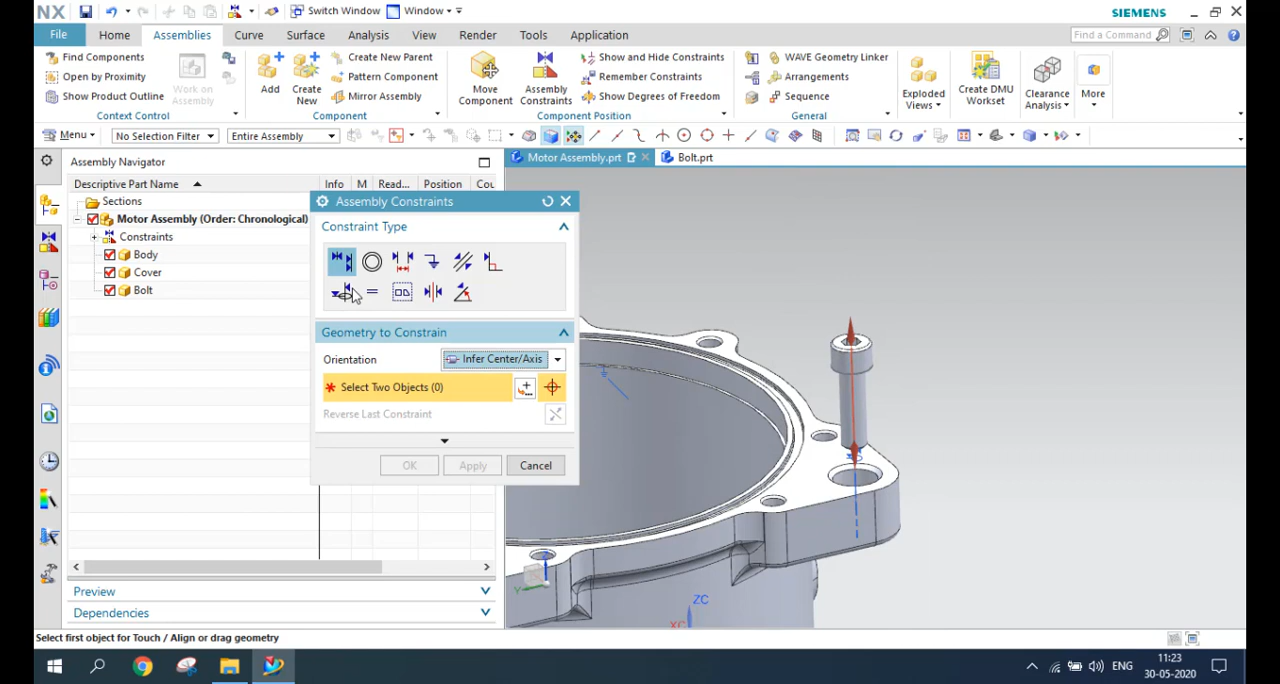 NX
Switch Window
Window
SIEMENS
File
Home
Assemblies
Curve
Surface
Analysis
View
Render
Tools
Application
Find a Command
Find Components
Open by Proximity
Show Product Outline
Work on Assembly
Context Control
Add
Create New
Create New Parent
Pattern Component
Mirror Assembly
Component
Move Component
Assembly Constraints
Show and Hide Constraints
Remember Constraints
Show Degrees of Freedom
Component Position
WAVE Geometry Linker
Arrangements
Sequence
General
Exploded Views
Create DMU Workset
Clearance Analysis
More
Menu
No Selection Filter
Entire Assembly
Assembly Navigator
Motor Assembly.prt
Bolt.prt
Descriptive Part Name
Info
M
Read...
Position
Cou
Sections
Motor Assembly (Order: Chronological)
Constraints
Body
Cover
Bolt
Assembly Constraints
Constraint Type
Geometry to Constrain
Orientation
Infer Center/Axis
* Select Two Objects (0)
Reverse Last Constraint
OK
Apply
Cancel
Y
ZC
XC
Preview
Dependencies
Select first object for Touch / Align or drag geometry
ENG
11:23
30-05-2020